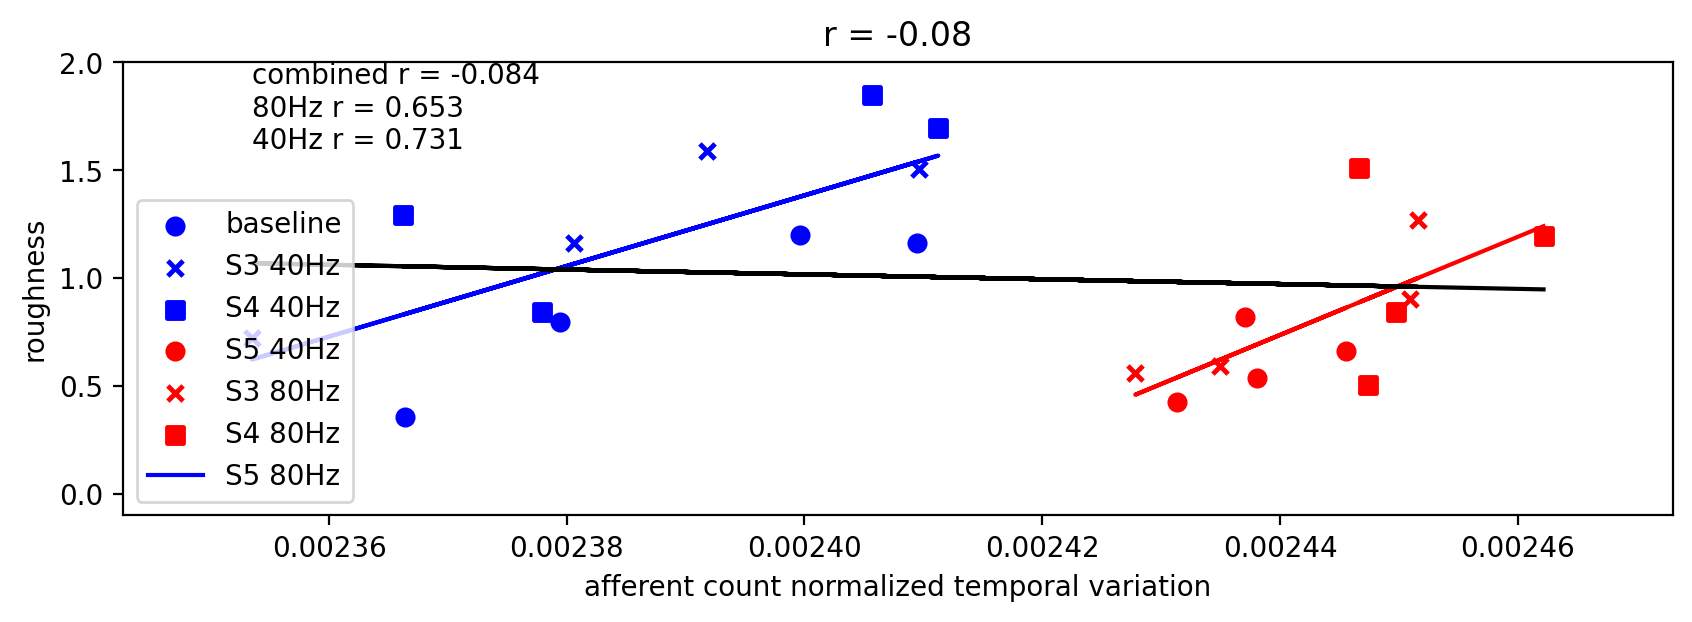 r = -0.08
combined r = -0.084
80Hz r = 0.653
40Hz r = 0.731
2.0
1.5
1.0
0.5
0.0
roughness
baseline
S3 40Hz
S4 40Hz
S5 40Hz
S3 80Hz
S4 80Hz
S5 80Hz
0.00236 0.00238 0.00240 0.00242 0.00244 0.00246
afferent count normalized temporal variation